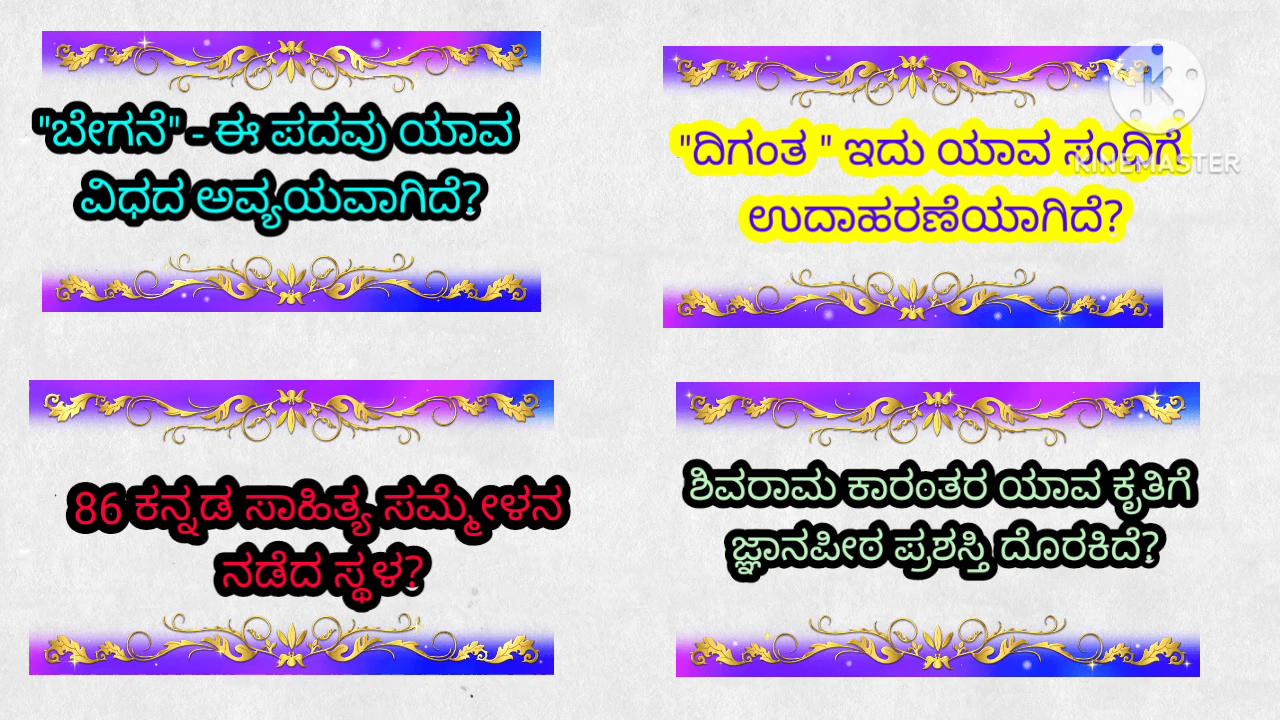 "ಬೇಗನೆ" - ಈ ಪದವು ಯಾವ
ವಿಧದ ಅವ್ಯಯವಾಗಿದೆ?
"ದಿಗಂತ " ಇದು ಯಾವ ಸಂಧಿಗೆ
ಉದಾಹರಣೆಯಾಗಿದೆ?
KINEMASTER
86 ಕನ್ನಡ ಸಾಹಿತ್ಯ ಸಮ್ಮೇಳನ
ನಡೆದ ಸ್ಥಳ?
ಶಿವರಾಮ ಕಾರಂತರ ಯಾವ ಕೃತಿಗೆ
ಜ್ಞಾನಪೀಠ ಪ್ರಶಸ್ತಿ ದೊರಕಿದೆ?